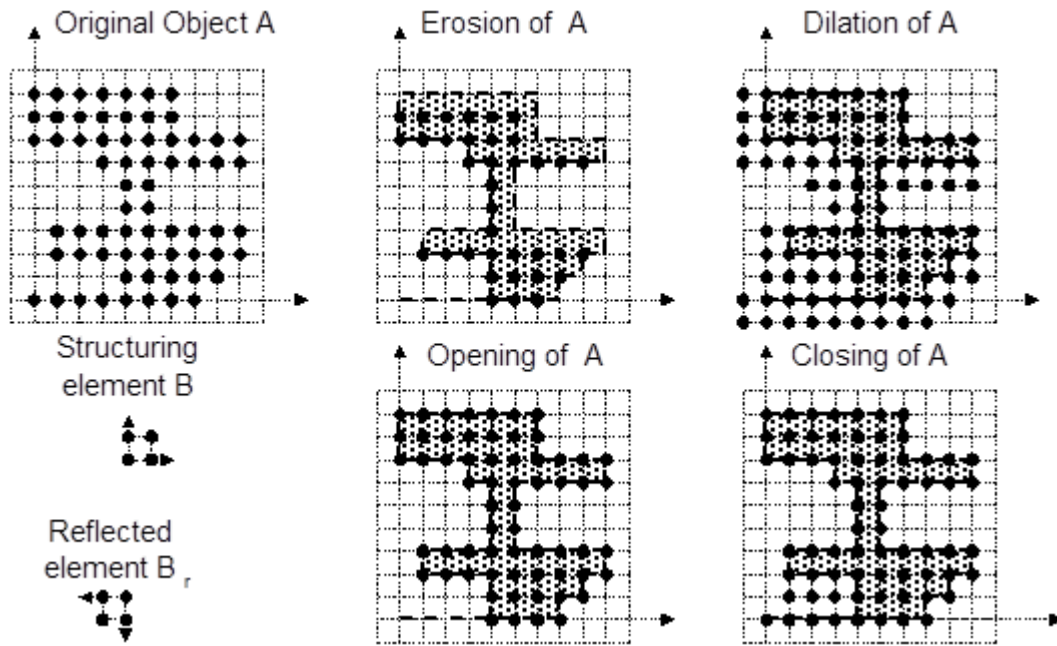 Original Object A
Erosion of A
Dilation of A
Structuring
element B
Opening of A
Closing of A
Reflected
element B r